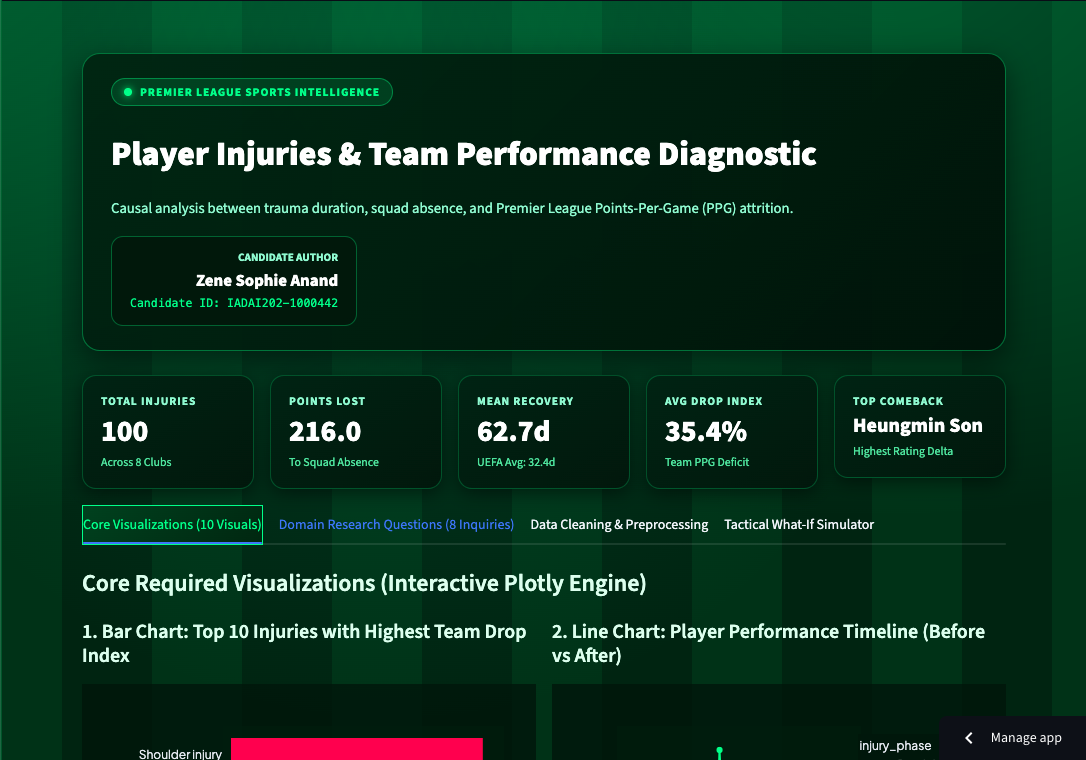 PREMIER LEAGUE SPORTS INTELLIGENCE
Player Injuries & Team Performance Diagnostic
Causal analysis between trauma duration, squad absence, and Premier League Points-Per-Game (PPG) attrition.
CANDIDATE AUTHOR
Zene Sophie Anand
Candidate ID: IADAI202-1000442
TOTAL INJURIES
100
Across 8 Clubs
POINTS LOST
216.0
To Squad Absence
MEAN RECOVERY
62.7d
UEFA Avg: 32.4d
AVG DROP INDEX
35.4%
Team PPG Deficit
TOP COMEBACK
Heungmin Son
Highest Rating Delta
Core Visualizations (10 Visuals)
Domain Research Questions (8 Inquiries)
Data Cleaning & Preprocessing
Tactical What-If Simulator
Core Required Visualizations (Interactive Plotly Engine)
1. Bar Chart: Top 10 Injuries with Highest Team Drop
Index
2. Line Chart: Player Performance Timeline (Before
vs After)
Shoulder injury
injury_phase
Manage app